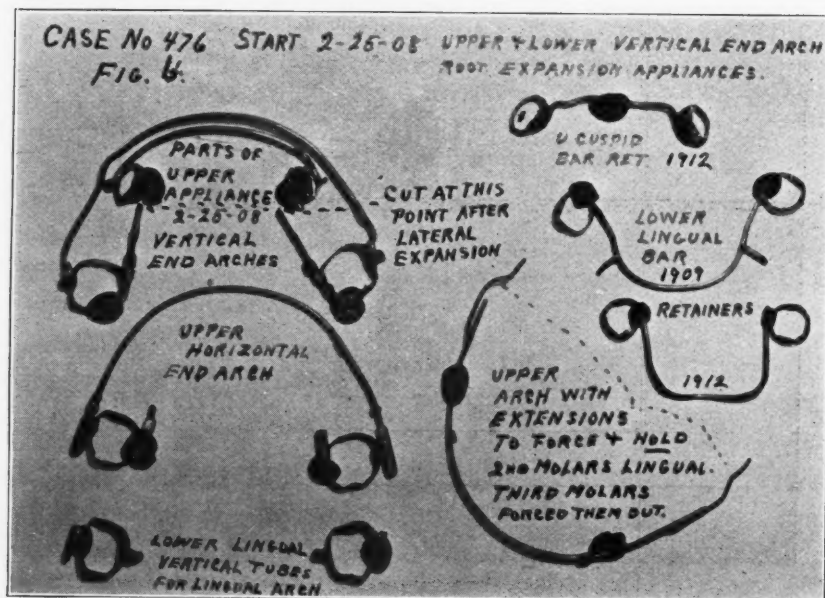 CASE No 476 START 2-26-08 UPPER + LOWER VERTICAL END ARCH
FIG. 6. ROOT EXPANSION APPLIANCES.
PARTS OF
UPPER
APPLIANCE
2-26-08
VERTICAL
END ARCHES
CUT AT THIS
POINT AFTER
LATERAL
EXPANSION
U CUSPID
BAR RET. 1912
LOWER
LINGUAL
BAR
1909
RETAINERS
1912
UPPER
HORIZONTAL
END ARCH
UPPER
ARCH WITH
EXTENSIONS
TO FORCE + HOLD
2ND MOLARS LINGUAL.
THIRD MOLARS
FORCED THEM OUT.
LOWER LINGUAL
VERTICAL TUBES
FOR LINGUAL ARCH